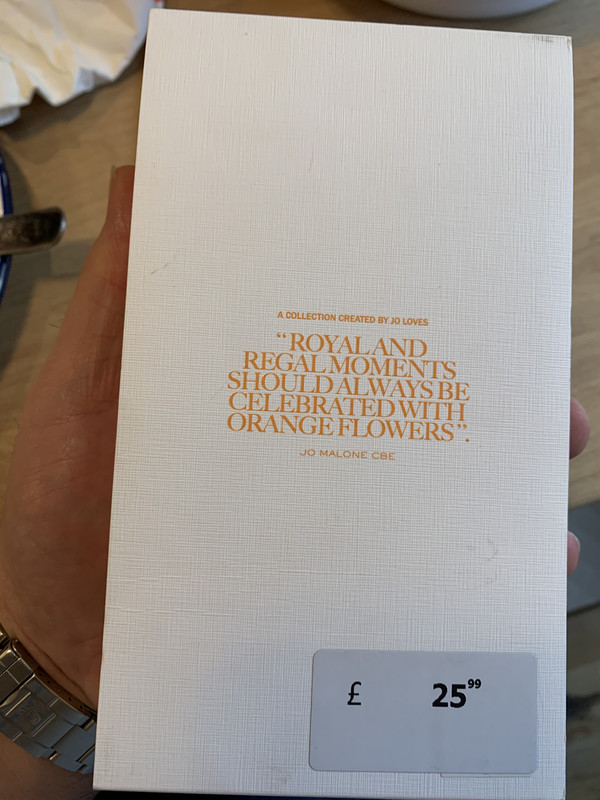 A COLLECTION CREATED BY JO LOVES
“ROYAL AND
REGAL MOMENTS
SHOULD ALWAYS BE
CELEBRATED WITH
ORANGE FLOWERS”.
JO MALONE CBE
£ 25⁹⁹